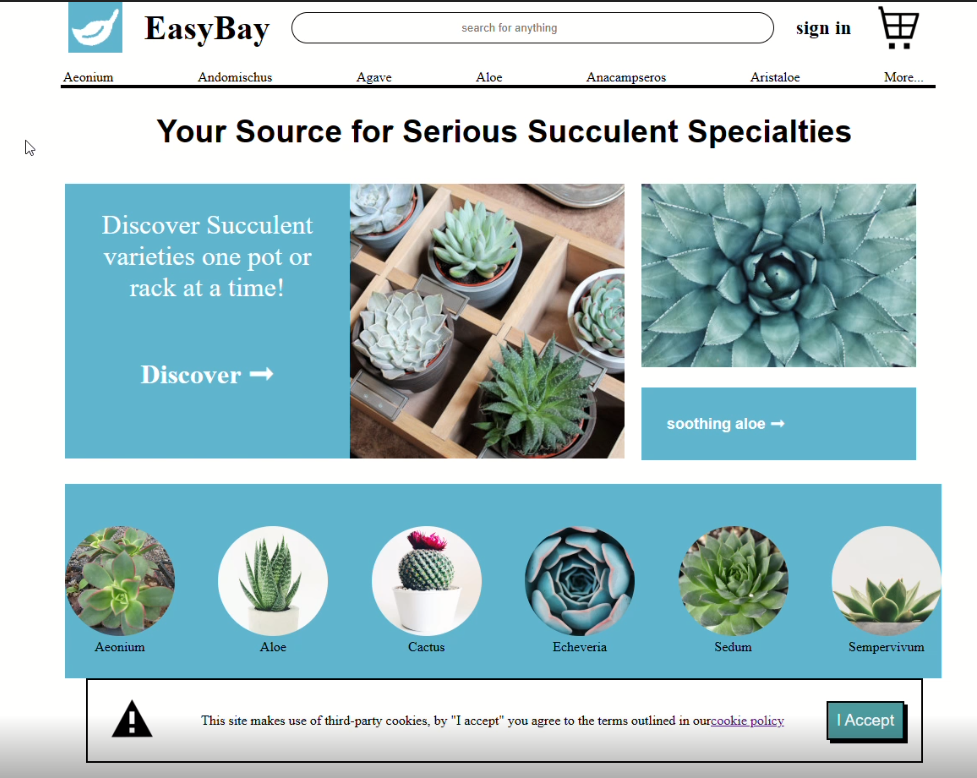 EasyBay
search for anything
sign in
Aeonium Andomischus Agave Aloe Anacampseros Aristaloe More...
Your Source for Serious Succulent Specialties
Discover Succulent
varieties one pot or
rack at a time!
Discover ➞
soothing aloe ➞
Aeonium Aloe Cactus Echeveria Sedum Sempervivum
This site makes use of third-party cookies, by "I accept" you agree to the terms outlined in ourcookie policy
I Accept